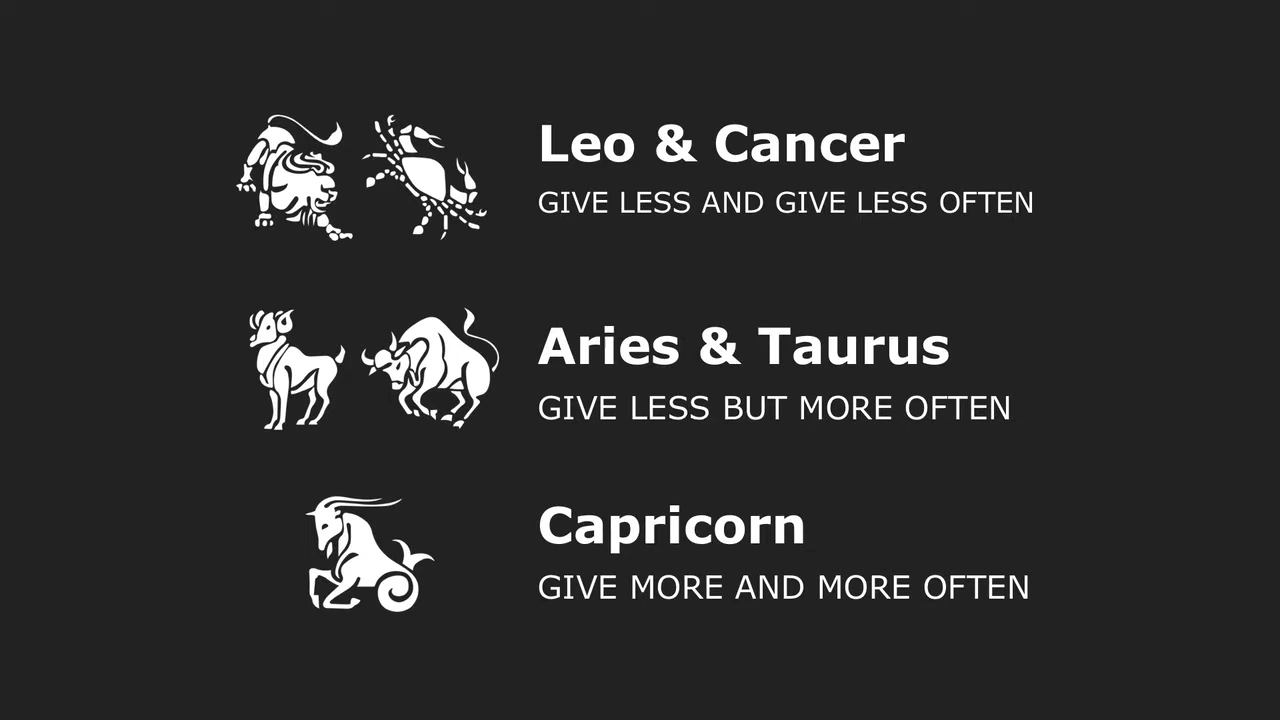 Leo & Cancer
GIVE LESS AND GIVE LESS OFTEN
Aries & Taurus
GIVE LESS BUT MORE OFTEN
Capricorn
GIVE MORE AND MORE OFTEN